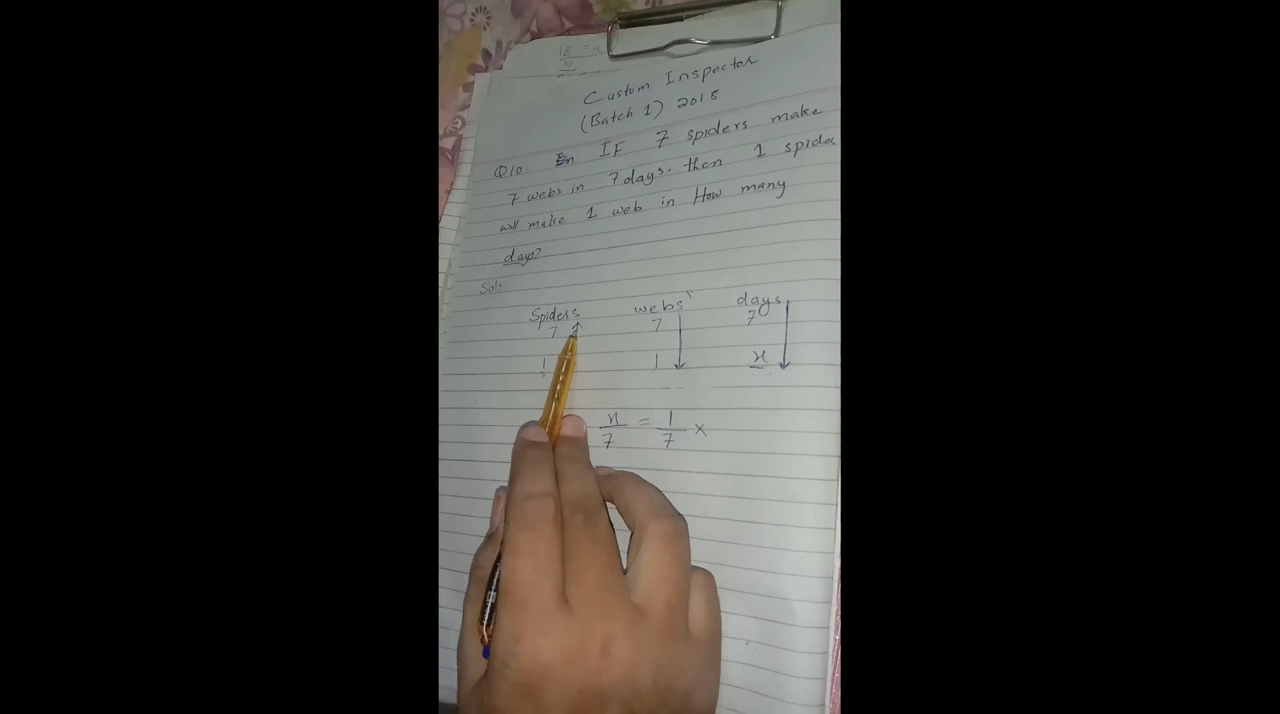 Custom Inspector
(Batch 1) 2018
Q10. IF 7 spiders make
7 webs in 7 days. then 1 spide
will make 1 web in How many
days?
Sol:
Spiders webs days
7 7 7
1 1 x
x/7 = 1/7 ×